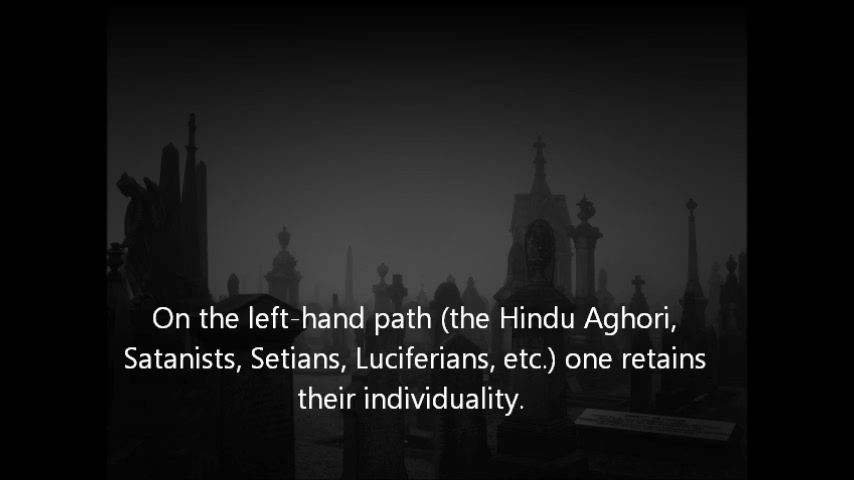 On the left-hand path (the Hindu Aghori,
Satanists, Setians, Luciferians, etc.) one retains
their individuality.